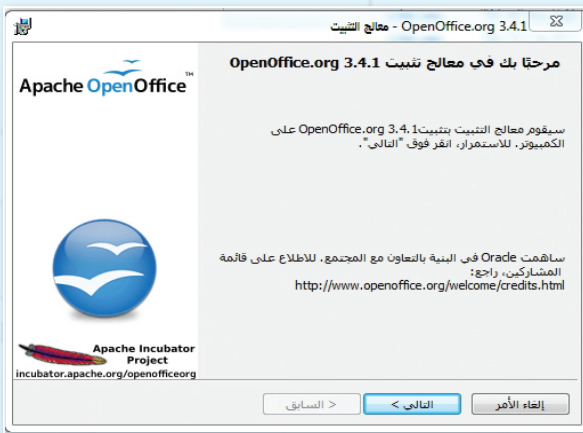 OpenOffice.org 3.4.1 - معالج التثبيت
Apache OpenOffice™
مرحبًا بك في معالج تثبيت OpenOffice.org 3.4.1
سيقوم معالج التثبيت بتثبيت OpenOffice.org 3.4.1 على
الكمبيوتر. للاستمرار، انقر فوق "التالي".
ساهمت Oracle في البنية بالتعاون مع المجتمع. للاطلاع على قائمة
المشاركين، راجع:
http://www.openoffice.org/welcome/credits.html
Apache Incubator
Project
incubator.apache.org/openofficeorg
إلغاء الأمر
التالي >
< السابق